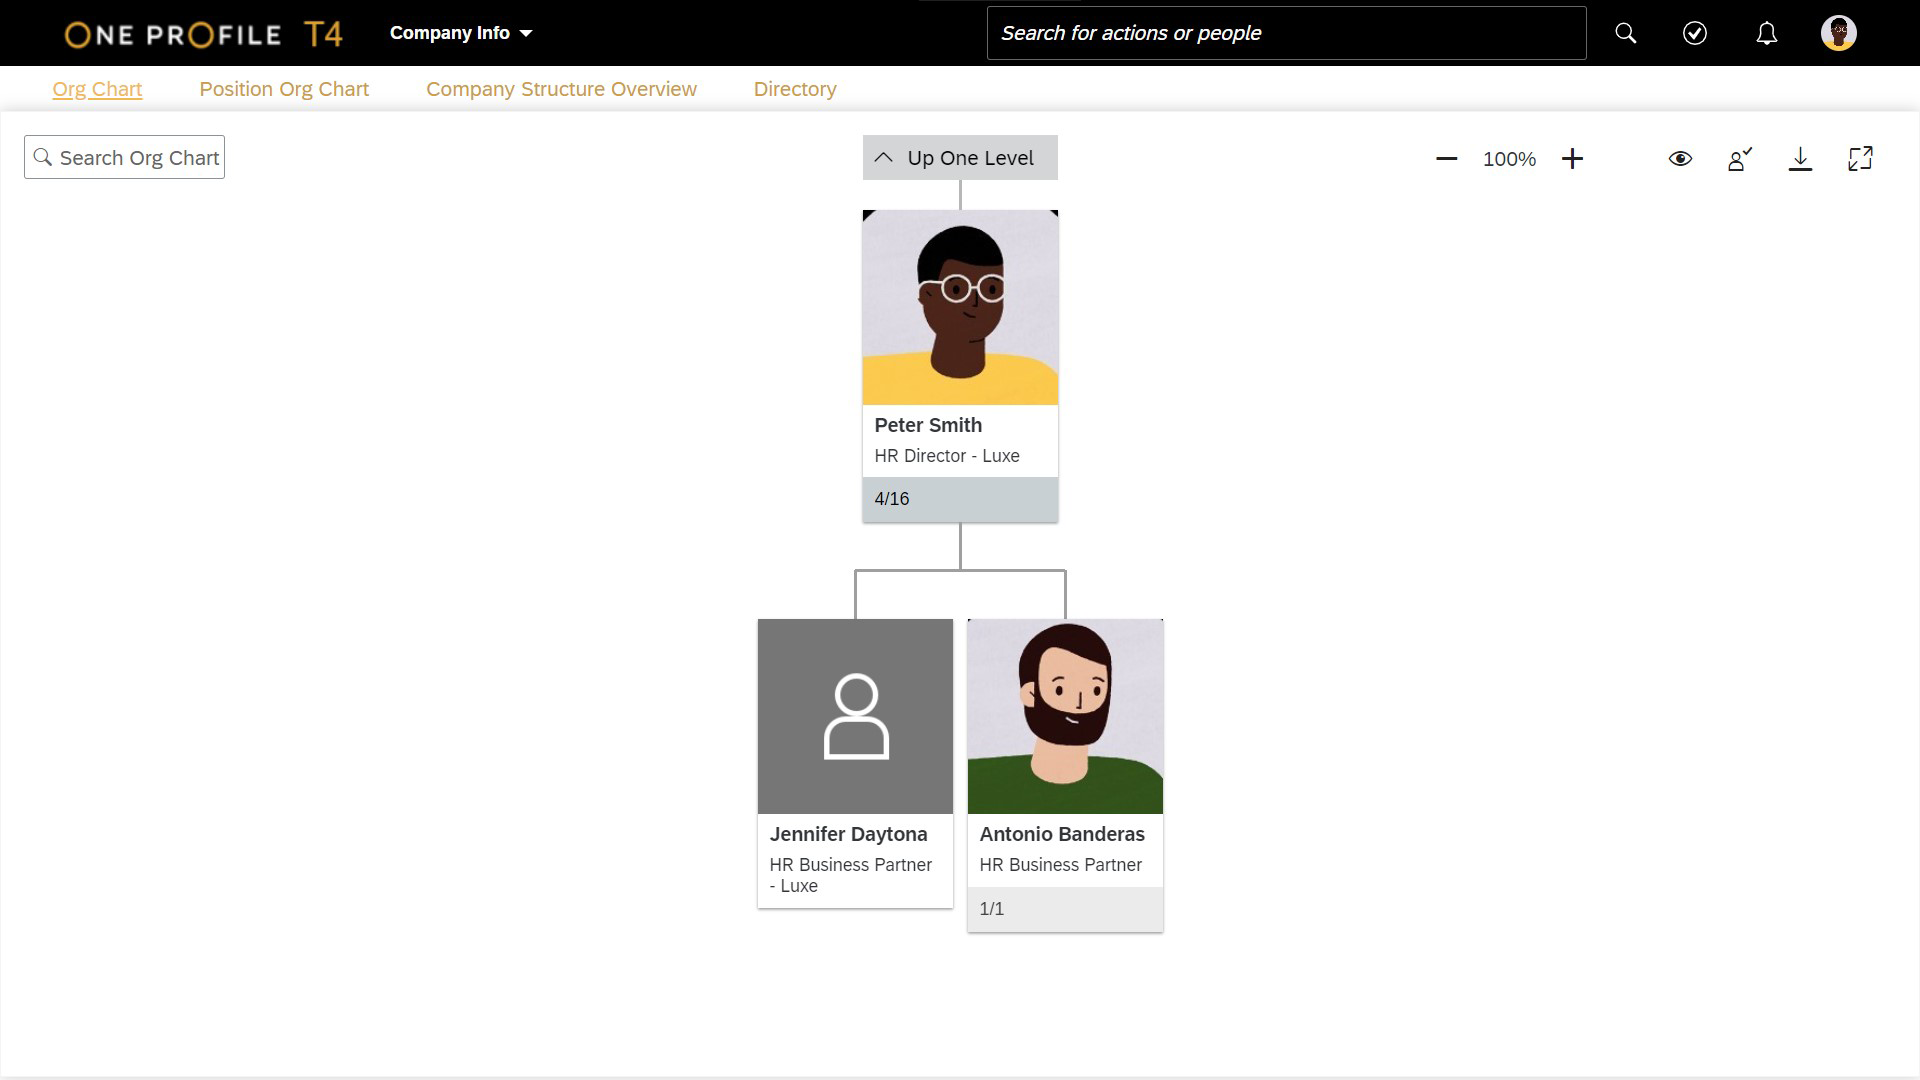 ONE PROFILE T4
Company Info
Search for actions or people
Org Chart
Position Org Chart
Company Structure Overview
Directory
Search Org Chart
Up One Level
100%
Peter Smith
HR Director - Luxe
4/16
Jennifer Daytona
HR Business Partner
- Luxe
Antonio Banderas
HR Business Partner
1/1